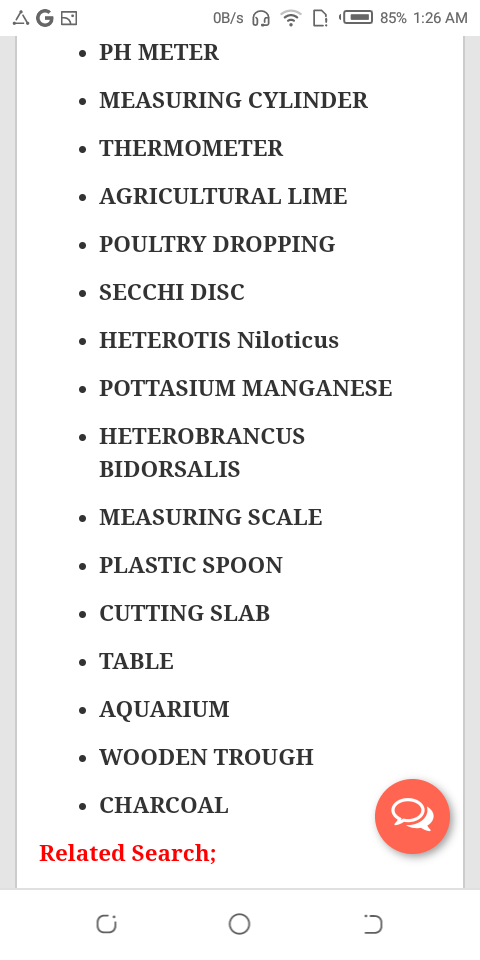 0B/s 85% 1:26 AM
PH METER
MEASURING CYLINDER
THERMOMETER
AGRICULTURAL LIME
POULTRY DROPPING
SECCHI DISC
HETEROTIS Niloticus
POTTASIUM MANGANESE
HETEROBRANCUS
BIDORSALIS
MEASURING SCALE
PLASTIC SPOON
CUTTING SLAB
TABLE
AQUARIUM
WOODEN TROUGH
CHARCOAL
Related Search;